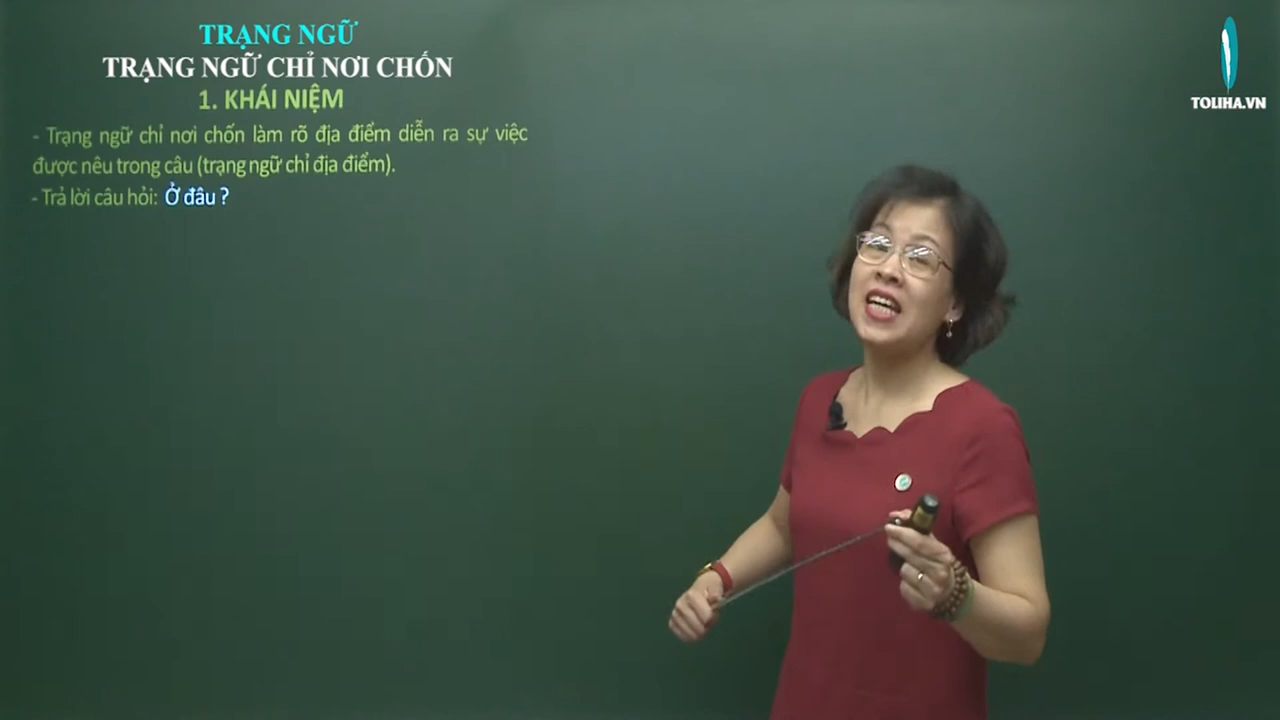 TRẠNG NGỮ
TRẠNG NGỮ CHỈ NƠI CHỐN
1. KHÁI NIỆM
- Trạng ngữ chỉ nơi chốn làm rõ địa điểm diễn ra sự việc
được nêu trong câu (trạng ngữ chỉ địa điểm).
- Trả lời câu hỏi: Ở đâu ?
TOLIHA.VN